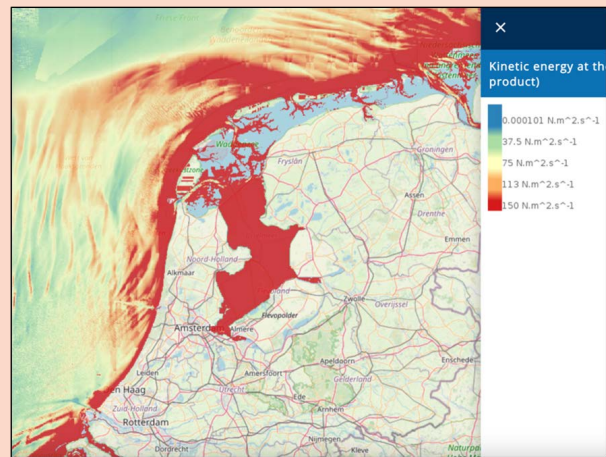 ×
Kinetic energy at the
product)
0.000101 N.m^2.s^-1
37.5 N.m^2.s^-1
75 N.m^2.s^-1
113 N.m^2.s^-1
150 N.m^2.s^-1
Groningen
Fryslân
Assen
Drenthe
Emmen
Noord-Holland
Alkmaar
Zwolle
Overijssel
Flevopolder
Amsterdam
Almere
Enschede
Apeldoorn
Leiden
Amersfoort
Gelderland
en Haag
Utrecht
Ede
Zuid-Holland
Arnhem
Rotterdam
Nijmegen
Dordrecht
Kleve
Naturpa